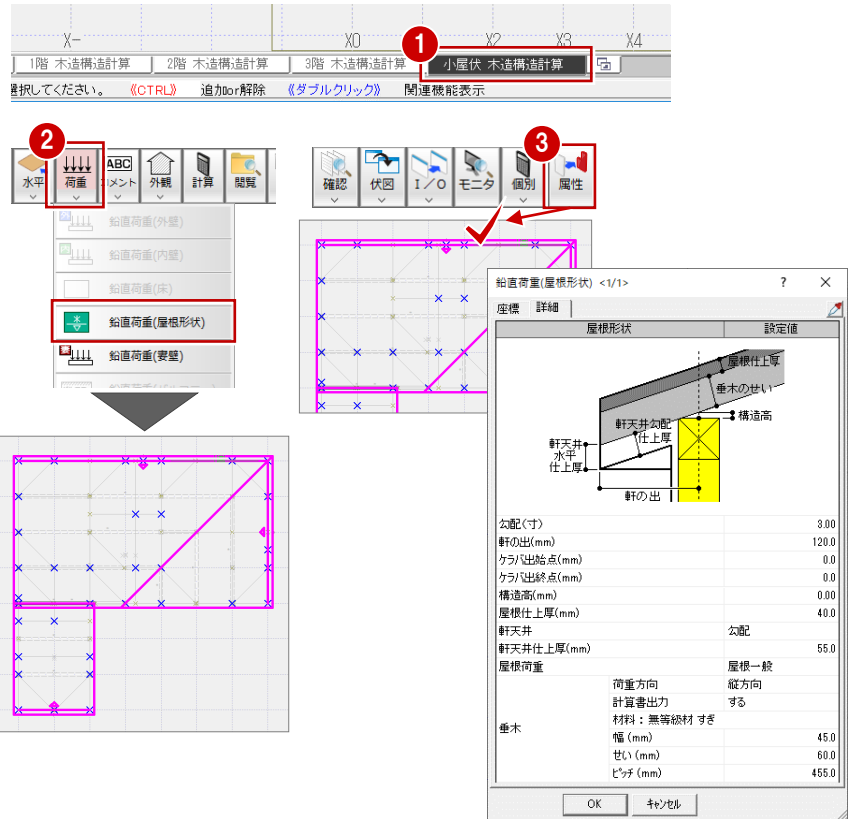 X-
X0
X2
X3
X4
1
1階 木造構造計算
2階 木造構造計算
3階 木造構造計算
小屋伏 木造構造計算
択してください。 《CTRL》 追加or解除 《ダブルクリック》 関連機能表示
2
水平
荷重
ABC
コメント
外観
計算
閲覧
鉛直荷重(外壁)
鉛直荷重(内壁)
鉛直荷重(床)
鉛直荷重(屋根形状)
鉛直荷重(妻壁)
3
確認
伏図
I/O
モニタ
個別
属性
鉛直荷重(屋根形状) <1/1>
? ×
座標 詳細
屋根形状 設定値
屋根仕上厚
垂木のせい
構造高
軒天井勾配
仕上厚
軒天井
水平
仕上厚
軒の出
勾配(寸) 3.00
軒の出(mm) 120.0
ケラバ出始点(mm) 0.0
ケラバ出終点(mm) 0.0
構造高(mm) 0.00
屋根仕上厚(mm) 40.0
軒天井 勾配
軒天井仕上厚(mm) 55.0
屋根荷重 屋根一般
垂木
荷重方向 縦方向
計算書出力 する
材料 : 無等級材 すぎ
幅 (mm) 45.0
せい (mm) 60.0
ピッチ (mm) 455.0
OK
キャンセル